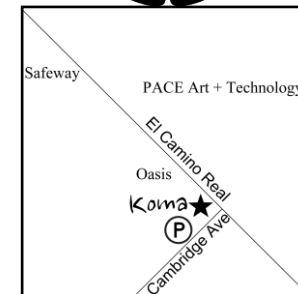 Safeway
PACE Art + Technology
El Camino Real
Oasis
Koma
P
Cambridge Ave